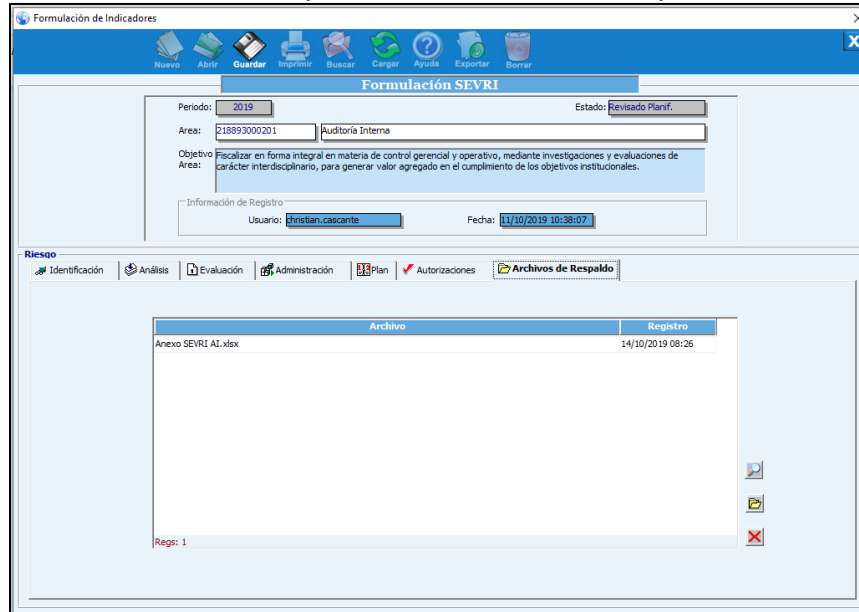 Formulación de Indicadores
Nuevo Abrir Guardar Imprimir Buscar Cargar Ayuda Exportar Borrar
Formulación SEVRI
Periodo: 2019 Estado: Revisado Planif.
Area: 218893000201 Auditoría Interna
Objetivo Area: Fiscalizar en forma integral en materia de control gerencial y operativo, mediante investigaciones y evaluaciones de
carácter interdisciplinario, para generar valor agregado en el cumplimiento de los objetivos institucionales.
Información de Registro
Usuario: christian.cascante Fecha: 11/10/2019 10:38:07
Riesgo
Identificación Análisis Evaluación Administración Plan Autorizaciones Archivos de Respaldo
Archivo Registro
Anexo SEVRI AI.xlsx 14/10/2019 08:26
Regs: 1